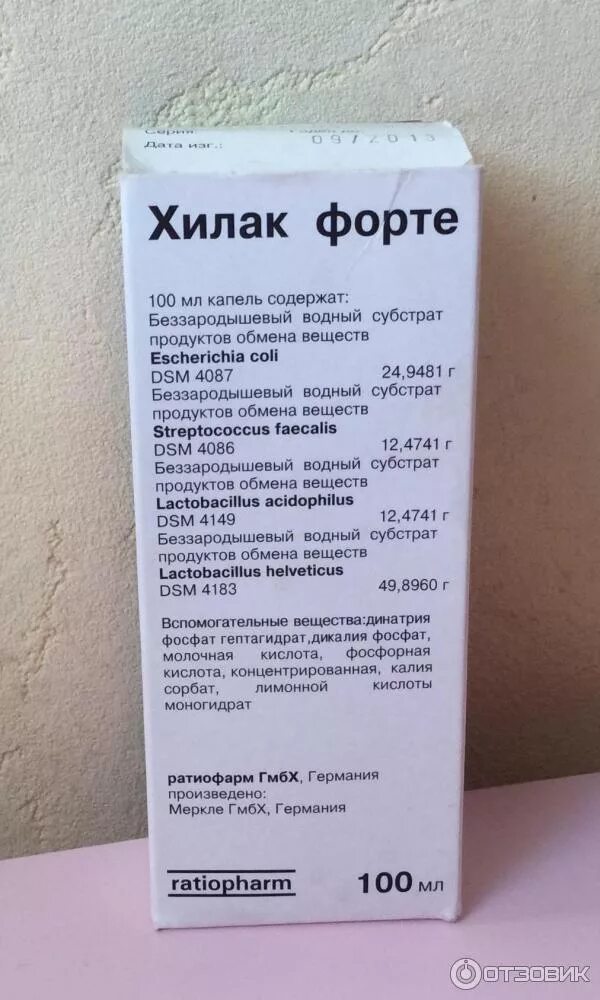 Серия:
Дата изг.:
09/2013
Хилак форте
100 мл капель содержат:
Беззародышевый водный субстрат
продуктов обмена веществ
Escherichia coli
DSM 4087 24,9481 г
Беззародышевый водный субстрат
продуктов обмена веществ
Streptococcus faecalis
DSM 4086 12,4741 г
Беззародышевый водный субстрат
продуктов обмена веществ
Lactobacillus acidophilus
DSM 4149 12,4741 г
Беззародышевый водный субстрат
продуктов обмена веществ
Lactobacillus helveticus
DSM 4183 49,8960 г
Вспомогательные вещества:динатрия
фосфат гептагидрат,дикалия фосфат,
молочная кислота, фосфорная
кислота, концентрированная, калия
сорбат, лимонной кислоты
моногидрат
ратиофарм ГмбХ, Германия
произведено:
Меркле ГмбХ, Германия
ratiopharm 100 мл
ОТЗОВИК